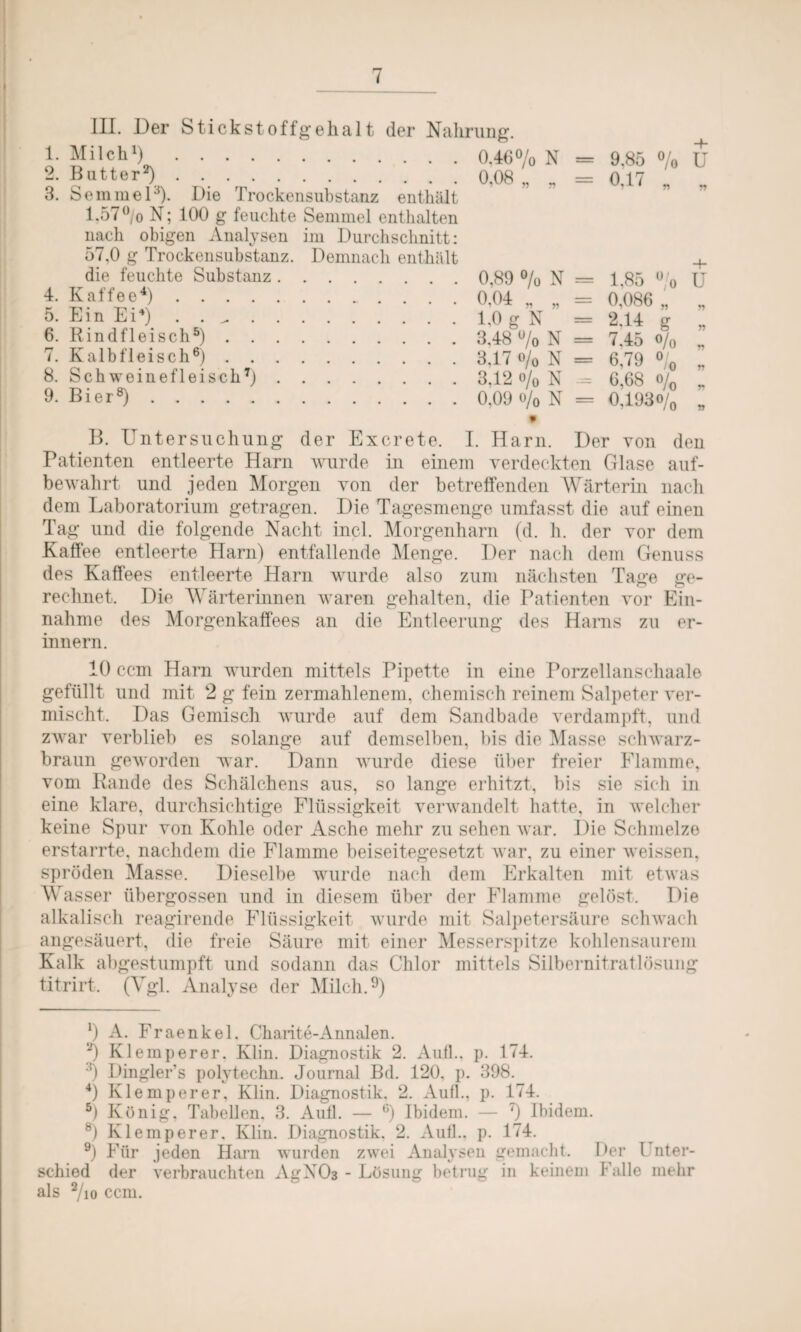 7
III. Der Stickstoffgehalt der Nahrung.
1. Milch¹) . . . . . . . . . . . . 0,46% N = 9,85 % Ü
2. Butter²) . . . . . . . . . . . . 0,08 „ „ = 0,17 „ „
3. Semmel³). Die Trockensubstanz enthält
1,57% N; 100 g feuchte Semmel enthalten
nach obigen Analysen im Durchschnitt:
57,0 g Trockensubstanz. Demnach enthält
die feuchte Substanz . . . . . . . . 0,89 % N = 1,85 % Ü
4. Kaffee⁴) . . . . . . . . . . . . 0,04 „ „ = 0,086 „ „
5. Ein Ei⁴) . . . . . . . . . . . . 1,0 g N = 2,14 g „
6. Rindfleisch⁵) . . . . . . . . . . 3,48 % N = 7,45 % „
7. Kalbfleisch⁶) . . . . . . . . . . 3,17 % N = 6,79 % „
8. Schweinefleisch⁷) . . . . . . . . 3,12 % N = 6,68 % „
9. Bier⁸) . . . . . . . . . . . . . 0,09 % N = 0,193% „
B. Untersuchung der Excrete. I. Harn. Der von den
Patienten entleerte Harn wurde in einem verdeckten Glase auf-
bewahrt und jeden Morgen von der betreffenden Wärterin nach
dem Laboratorium getragen. Die Tagesmenge umfasst die auf einen
Tag und die folgende Nacht incl. Morgenharn (d. h. der vor dem
Kaffee entleerte Harn) entfallende Menge. Der nach dem Genuss
des Kaffees entleerte Harn wurde also zum nächsten Tage ge-
rechnet. Die Wärterinnen waren gehalten, die Patienten vor Ein-
nahme des Morgenkaffees an die Entleerung des Harns zu er-
innern.
10 ccm Harn wurden mittels Pipette in eine Porzellanschaale
gefüllt und mit 2 g fein zermahlenem, chemisch reinem Salpeter ver-
mischt. Das Gemisch wurde auf dem Sandbade verdampft, und
zwar verblieb es solange auf demselben, bis die Masse schwarz-
braun geworden war. Dann wurde diese über freier Flamme,
vom Rande des Schälchens aus, so lange erhitzt, bis sie sich in
eine klare, durchsichtige Flüssigkeit verwandelt hatte, in welcher
keine Spur von Kohle oder Asche mehr zu sehen war. Die Schmelze
erstarrte, nachdem die Flamme beiseitegesetzt war, zu einer weissen,
spröden Masse. Dieselbe wurde nach dem Erkalten mit etwas
Wasser übergossen und in diesem über der Flamme gelöst. Die
alkalisch reagirende Flüssigkeit wurde mit Salpetersäure schwach
angesäuert, die freie Säure mit einer Messerspitze kohlensaurem
Kalk abgestumpft und sodann das Chlor mittels Silbernitratlösung
titrirt. (Vgl. Analyse der Milch.⁹)
¹) A. Fraenkel. Charité-Annalen.
²) Klemperer. Klin. Diagnostik 2. Aufl., p. 174.
³) Dingler's polytechn. Journal Bd. 120, p. 398.
⁴) Klemperer, Klin. Diagnostik, 2. Aufl., p. 174.
⁵) König, Tabellen, 3. Aufl. — ⁶) Ibidem. — ⁷) Ibidem.
⁸) Klemperer. Klin. Diagnostik, 2. Aufl., p. 174.
⁹) Für jeden Harn wurden zwei Analysen gemacht. Der Unter-
schied der verbrauchten AgNO₃ - Lösung betrug in keinem Falle mehr
als ²/₁₀ ccm.